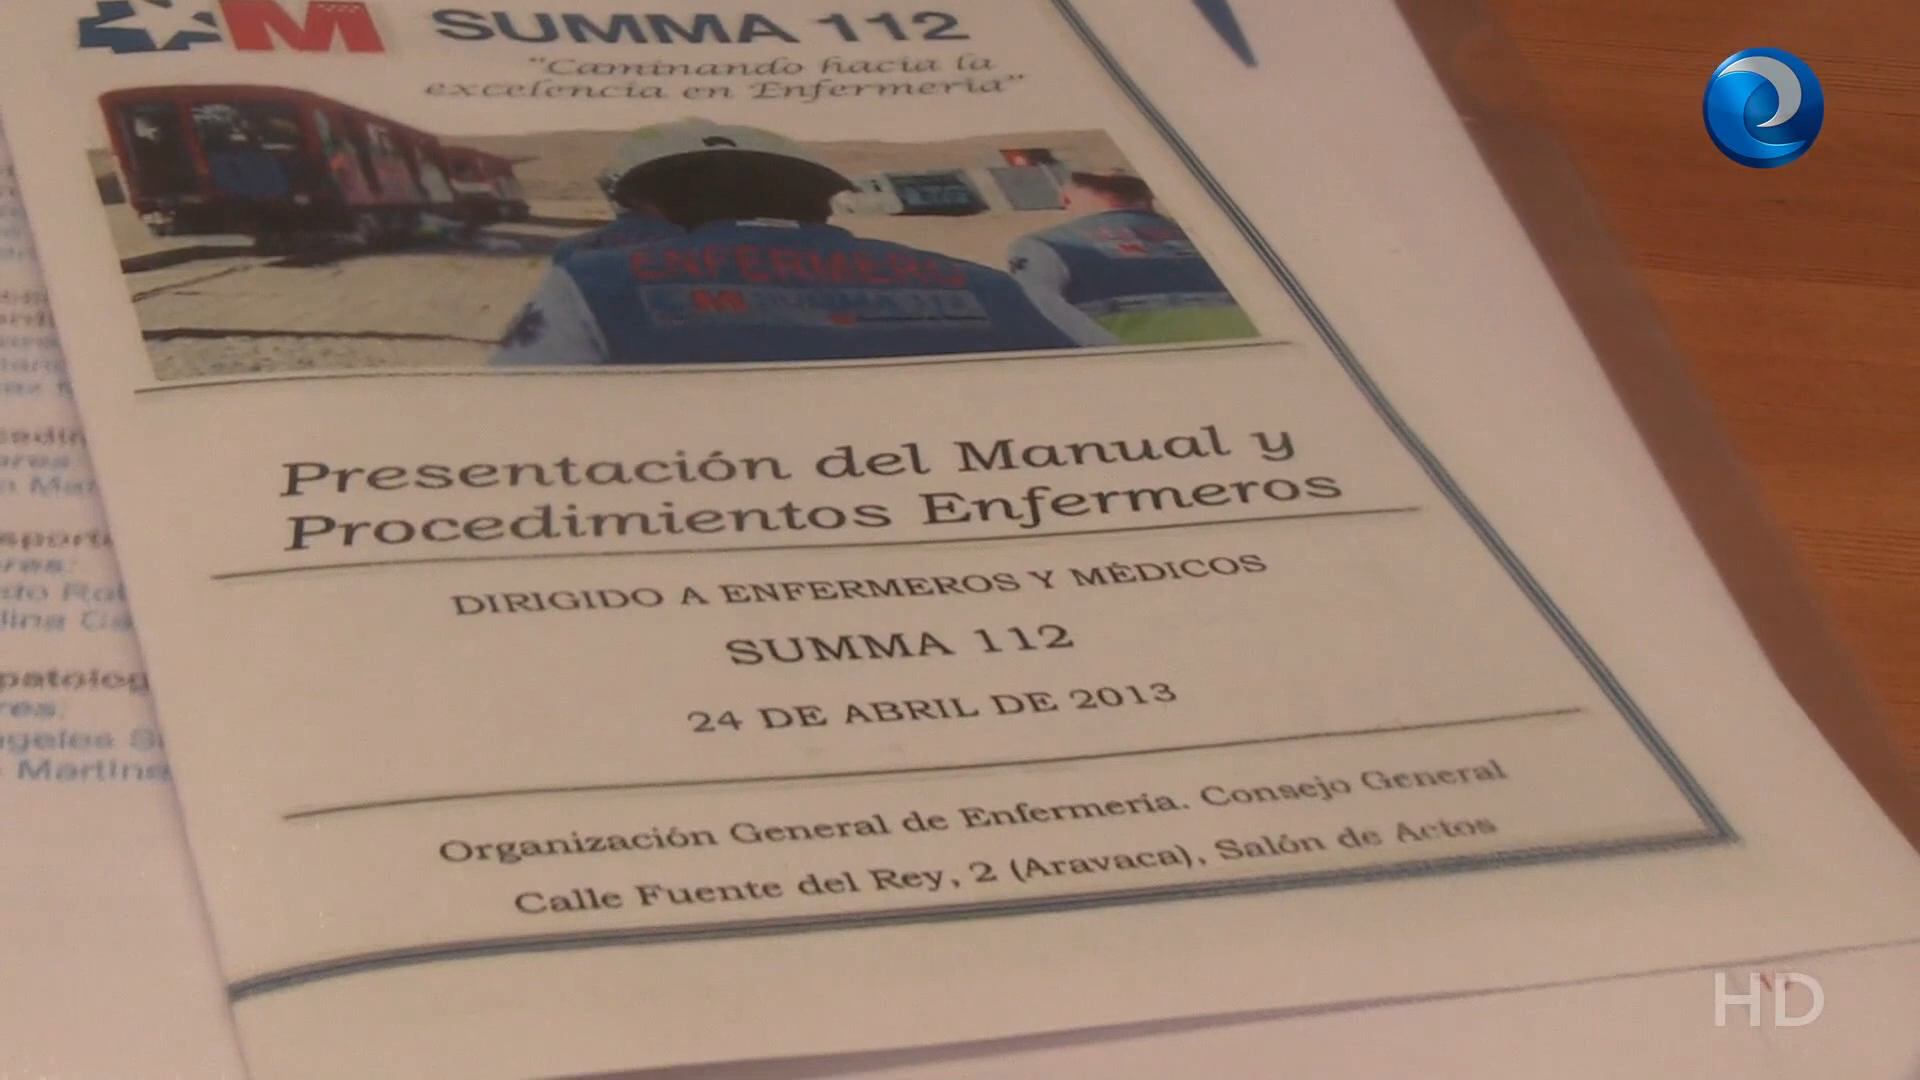 M SUMMA 112
"Caminando hacia la
excelencia en Enfermería"
ENFERMERO
M SUMMA 112
Presentación del Manual y
Procedimientos Enfermeros
DIRIGIDO A ENFERMEROS Y MÉDICOS
SUMMA 112
24 DE ABRIL DE 2013
Organización General de Enfermería. Consejo General
Calle Fuente del Rey, 2 (Aravaca), Salón de Actos
HD